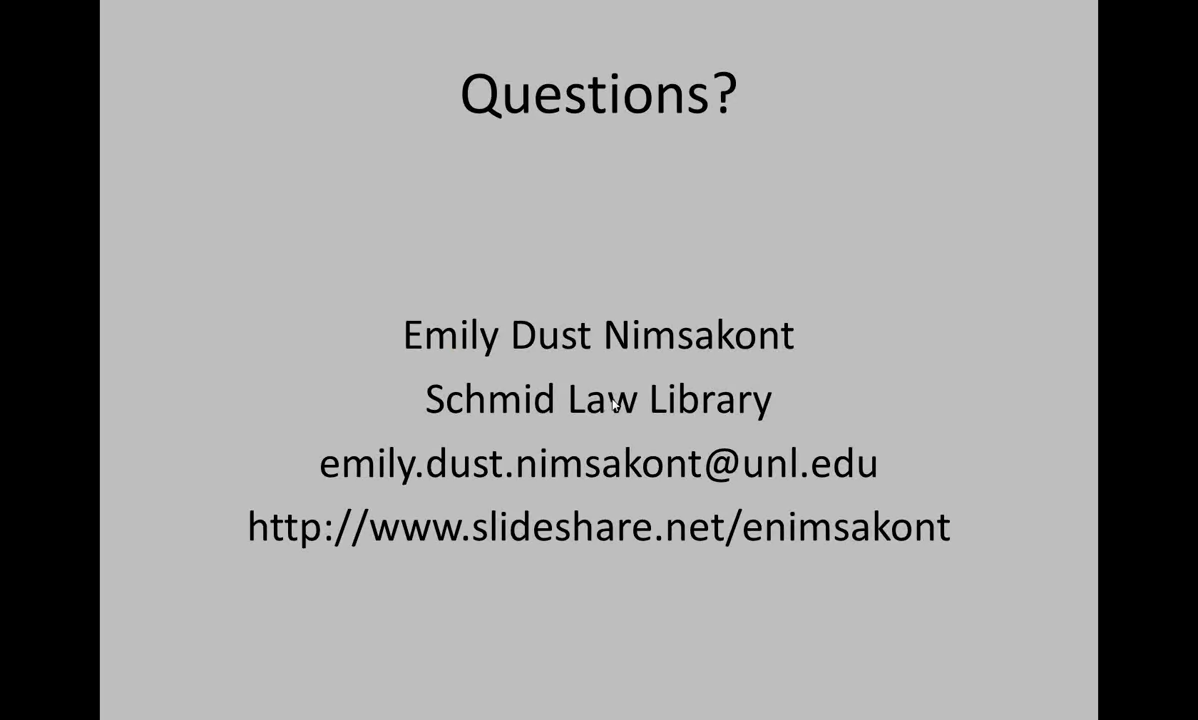 Questions?
Emily Dust Nimsakont
Schmid Law Library
emily.dust.nimsakont@unl.edu
http://www.slideshare.net/enimsakont